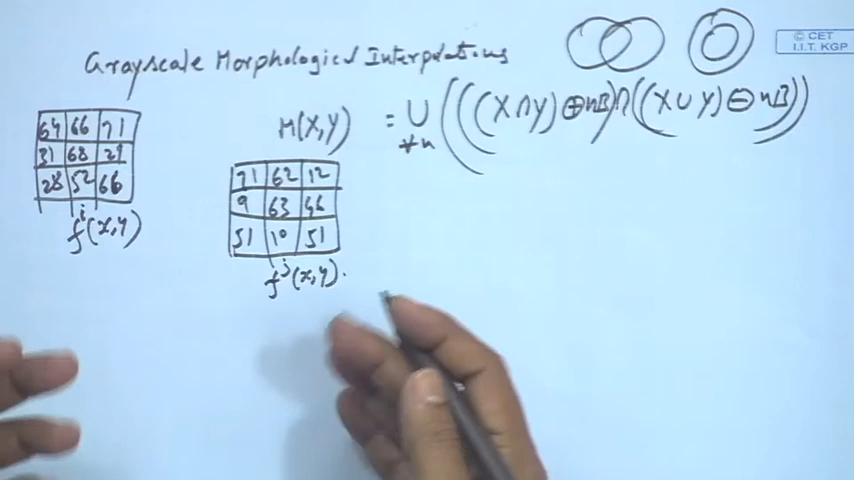 © CET
I.I.T. KGP
Grayscale Morphological Interpolations
M(X,Y) = ∪ (((X∩Y)⊕nB)∩((X∪Y)⊖nB))
∀n
64 66 71
31 68 29
28 52 66
f^i(x,y)
71 62 12
9 63 46
51 10 51
f^j(x,y).